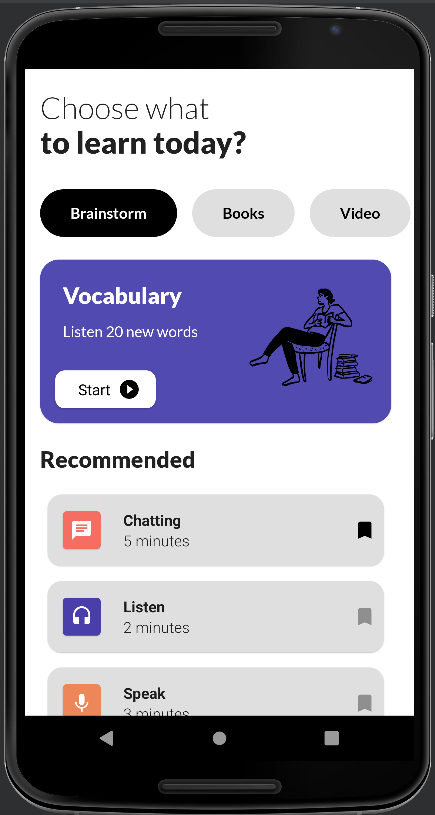 Choose what
to learn today?
Brainstorm Books Video
Vocabulary
Listen 20 new words
Start
Recommended
Chatting
5 minutes
Listen
2 minutes
Speak
3 minutes